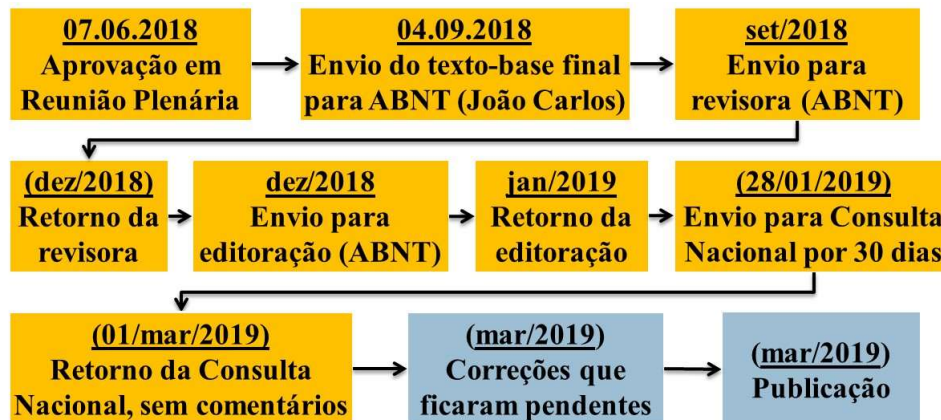 07.06.2018
Aprovação em
Reunião Plenária
04.09.2018
Envio do texto-base final
para ABNT (João Carlos)
set/2018
Envio para
revisora (ABNT)
(dez/2018)
Retorno da
revisora
dez/2018
Envio para
editoração (ABNT)
jan/2019
Retorno da
editoração
(28/01/2019)
Envio para Consulta
Nacional por 30 dias
(01/mar/2019)
Retorno da Consulta
Nacional, sem comentários
(mar/2019)
Correções que
ficaram pendentes
(mar/2019)
Publicação